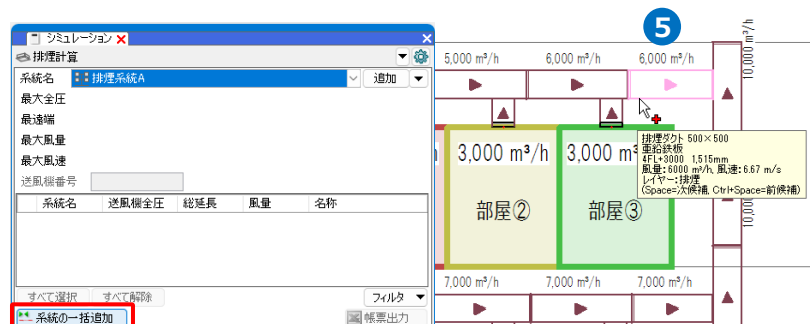 シミュレーション
排煙計算
系統名 排煙系統A 追加
最大全圧
最遠端
最大風量
最大風速
送風機番号
系統名 送風機全圧 総延長 風量 名称
すべて選択 すべて解除 フィルタ
系統の一括追加 帳票出力
5
5,000 m³/h 6,000 m³/h 6,000 m³/h
10,000 m³/h
3,000 m³/h 3,000 m³
部屋② 部屋③
排煙ダクト 500×500
亜鉛鉄板
4FL+3000 1,515mm
風量:6000 m³/h, 風速:6.67 m/s
レイヤー:排煙
(Space=次候補, Ctrl+Space=前候補)
10,00
7,000 m³/h 7,000 m³/h 7,000 m³/h